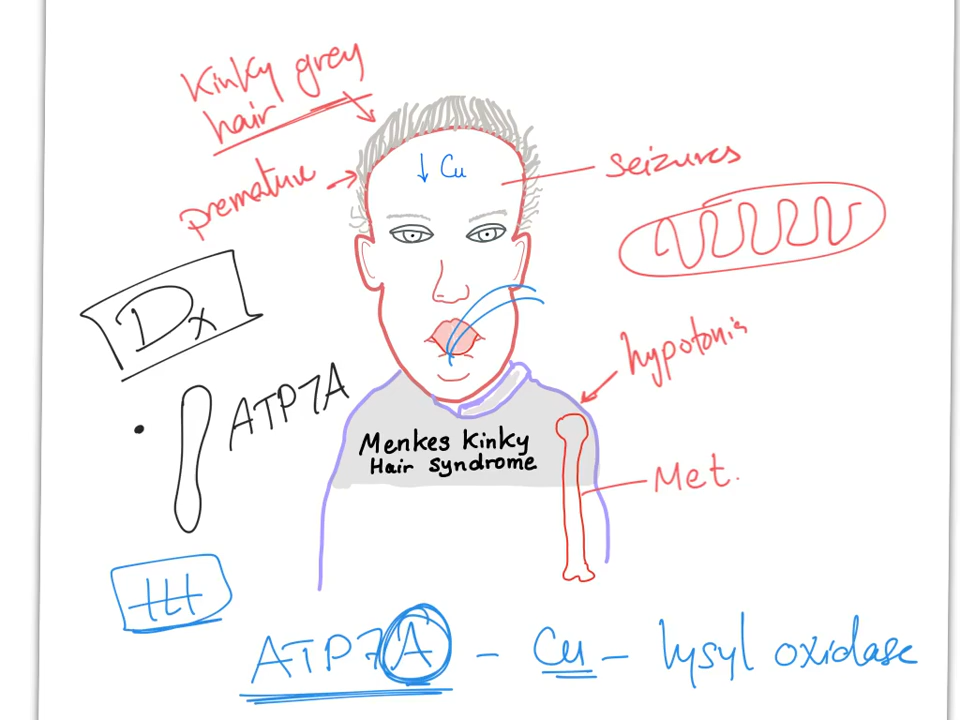 Kinky grey
hair
premature
↓ Cu
seizures
Dx
hypotonia
• ATP7A
Menkes Kinky
Hair Syndrome
Met.
ttt
ATP7A - Cu - lysyl oxidase